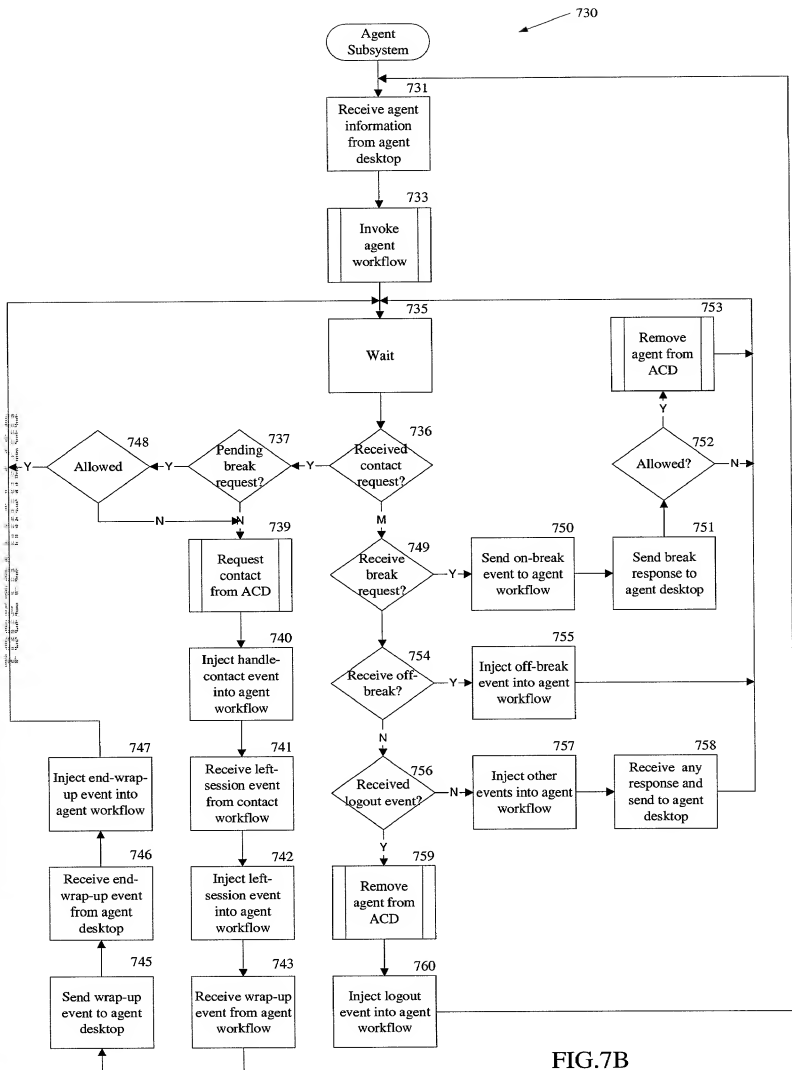 730
Agent
Subsystem
731
Receive agent
information
from agent
desktop
733
Invoke
agent
workflow
735
Wait
753
Remove
agent from
ACD
Y
748
Allowed
Y
737
Pending
break
request?
Y
736
Received
contact
request?
Y
752
Allowed?
N
N
N
M
739
Request
contact
from ACD
749
Receive
break
request?
Y
750
Send on-break
event to agent
workflow
751
Send break
response to
agent desktop
740
Inject handle-
contact event
into agent
workflow
754
Receive off-
break?
Y
755
Inject off-break
event into agent
workflow
N
747
Inject end-wrap-
up event into
agent workflow
741
Receive left-
session event
from contact
workflow
756
Received
logout event?
N
757
Inject other
events into agent
workflow
758
Receive any
response and
send to agent
desktop
Y
746
Receive end-
wrap-up event
from agent
desktop
742
Inject left-
session event
into agent
workflow
759
Remove
agent from
ACD
745
Send wrap-up
event to agent
desktop
743
Receive wrap-up
event from agent
workflow
760
Inject logout
event into agent
workflow
FIG.7B